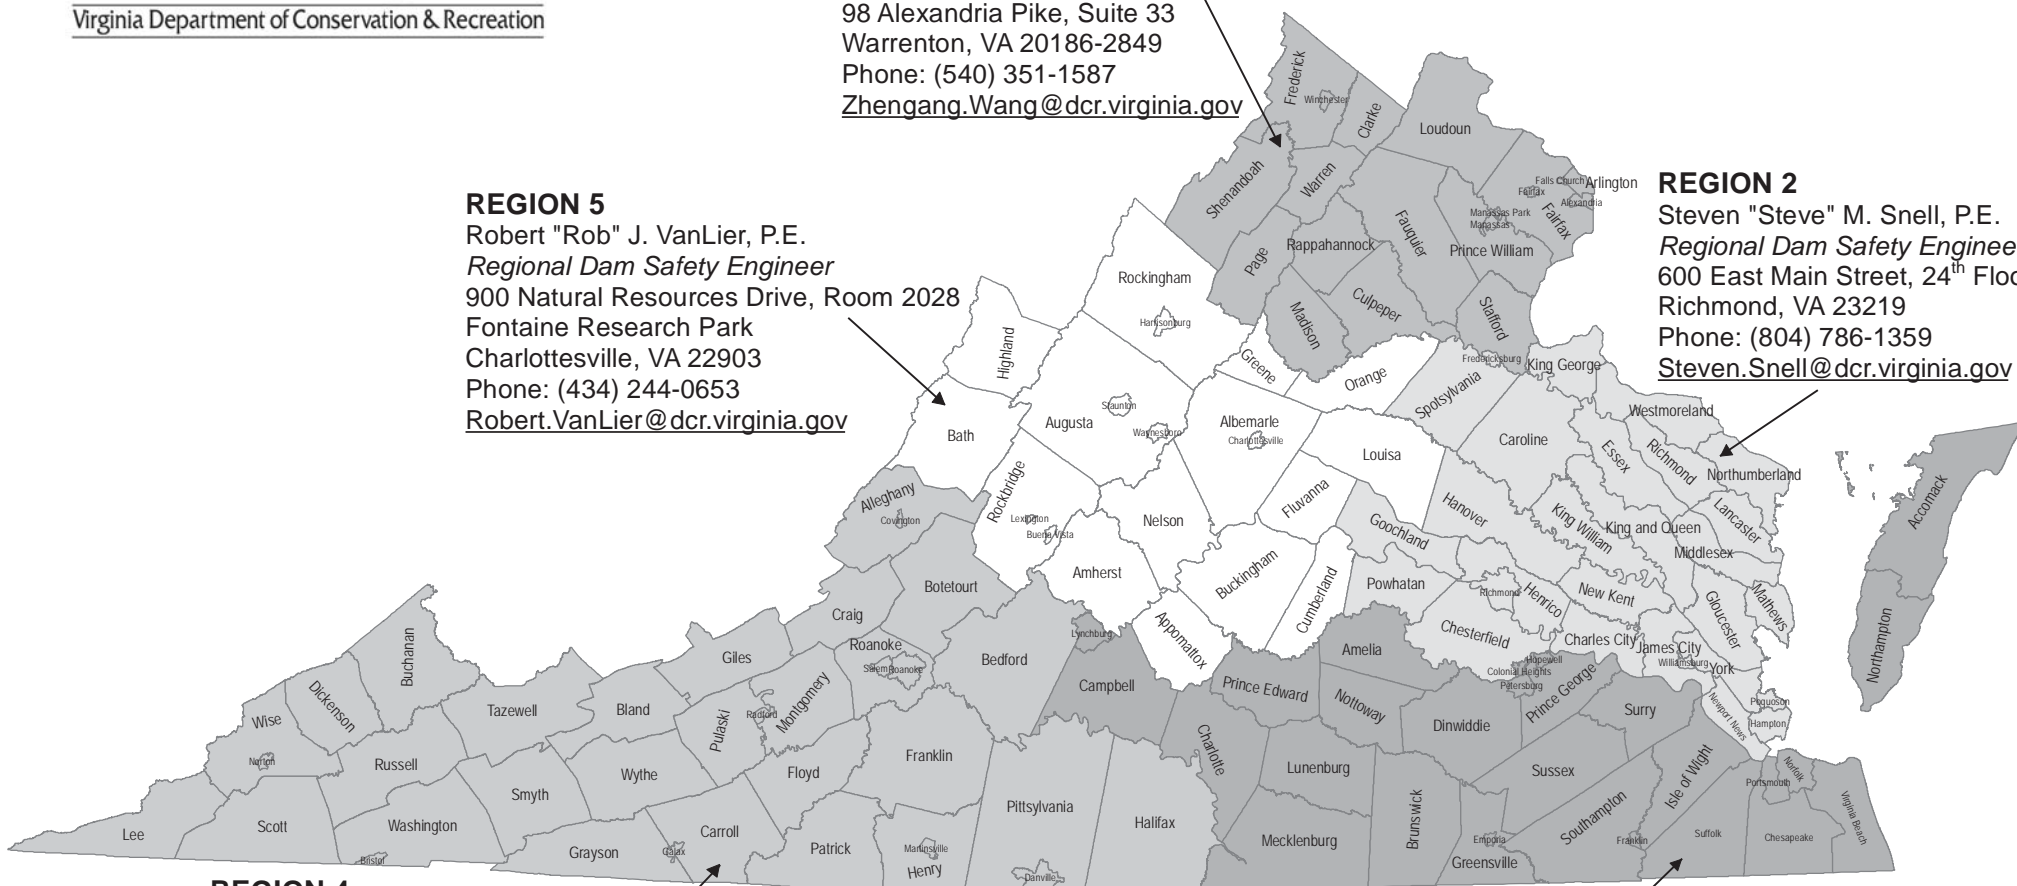 Virginia Department of Conservation & Recreation
98 Alexandria Pike, Suite 33
Warrenton, VA 20186-2849
Phone: (540) 351-1587
Zhengang.Wang@dcr.virginia.gov
REGION 5
Robert "Rob" J. VanLier, P.E.
Regional Dam Safety Engineer
900 Natural Resources Drive, Room 2028
Fontaine Research Park
Charlottesville, VA 22903
Phone: (434) 244-0653
Robert.VanLier@dcr.virginia.gov
REGION 2
Steven "Steve" M. Snell, P.E.
Regional Dam Safety Enginee
600 East Main Street, 24th Floo
Richmond, VA 23219
Phone: (804) 786-1359
Steven.Snell@dcr.virginia.gov
Frederick
Winchester
Clarke
Loudoun
Shenandoah
Warren
Falls Church
Arlington
Fairfax
Alexandria
Manassas Park
Manassas
Fairfax
Fauquier
Prince William
Rappahannock
Page
Culpeper
Madison
Stafford
Rockingham
Harrisonburg
Highland
Greene
Orange
Fredericksburg
King George
Spotsylvania
Westmoreland
Augusta
Staunton
Waynesboro
Albemarle
Charlottesville
Bath
Louisa
Caroline
Essex
Richmond
Northumberland
Accomack
Alleghany
Covington
Rockbridge
Lexington
Buena Vista
Nelson
Fluvanna
Goochland
Hanover
King William
King and Queen
Lancaster
Middlesex
Amherst
Buckingham
Cumberland
Powhatan
Richmond
Henrico
New Kent
Gloucester
Mathews
Botetourt
Craig
Appomattox
Chesterfield
Charles City
James City
Williamsburg
York
Northampton
Buchanan
Giles
Roanoke
Salem
Roanoke
Bedford
Lynchburg
Campbell
Amelia
Hopewell
Colonial Heights
Petersburg
Prince George
Poquoson
Hampton
Newport News
Dickenson
Wise
Tazewell
Bland
Pulaski
Radford
Montgomery
Prince Edward
Nottoway
Dinwiddie
Surry
Norton
Russell
Wythe
Floyd
Franklin
Charlotte
Lunenburg
Sussex
Isle of Wight
Portsmouth
Norfolk
Virginia Beach
Smyth
Pittsylvania
Halifax
Lee
Scott
Washington
Bristol
Grayson
Galax
Carroll
Patrick
Martinsville
Henry
Danville
Mecklenburg
Brunswick
Emporia
Greensville
Southampton
Franklin
Suffolk
Chesapeake
REGION 4